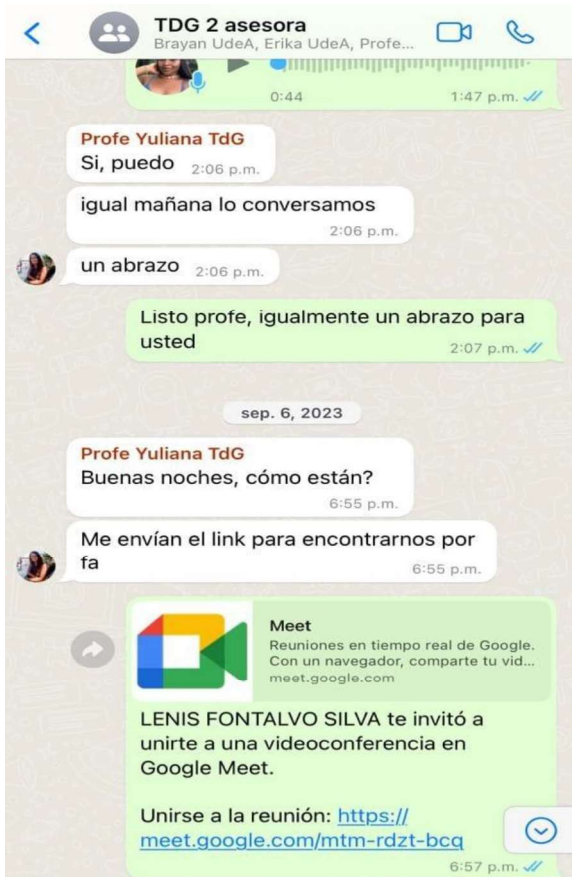 TDG 2 asesora
Brayan UdeA, Erika UdeA, Profe...
0:44 1:47 p.m.
Profe Yuliana TdG
Si, puedo 2:06 p.m.
igual mañana lo conversamos
2:06 p.m.
un abrazo 2:06 p.m.
Listo profe, igualmente un abrazo para
usted
2:07 p.m.
sep. 6, 2023
Profe Yuliana TdG
Buenas noches, cómo están?
6:55 p.m.
Me envían el link para encontrarnos por
fa
6:55 p.m.
Meet
Reuniones en tiempo real de Google.
Con un navegador, comparte tu vid...
meet.google.com
LENIS FONTALVO SILVA te invitó a
unirte a una videoconferencia en
Google Meet.
Unirse a la reunión: https://
meet.google.com/mtm-rdzt-bcq
6:57 p.m.